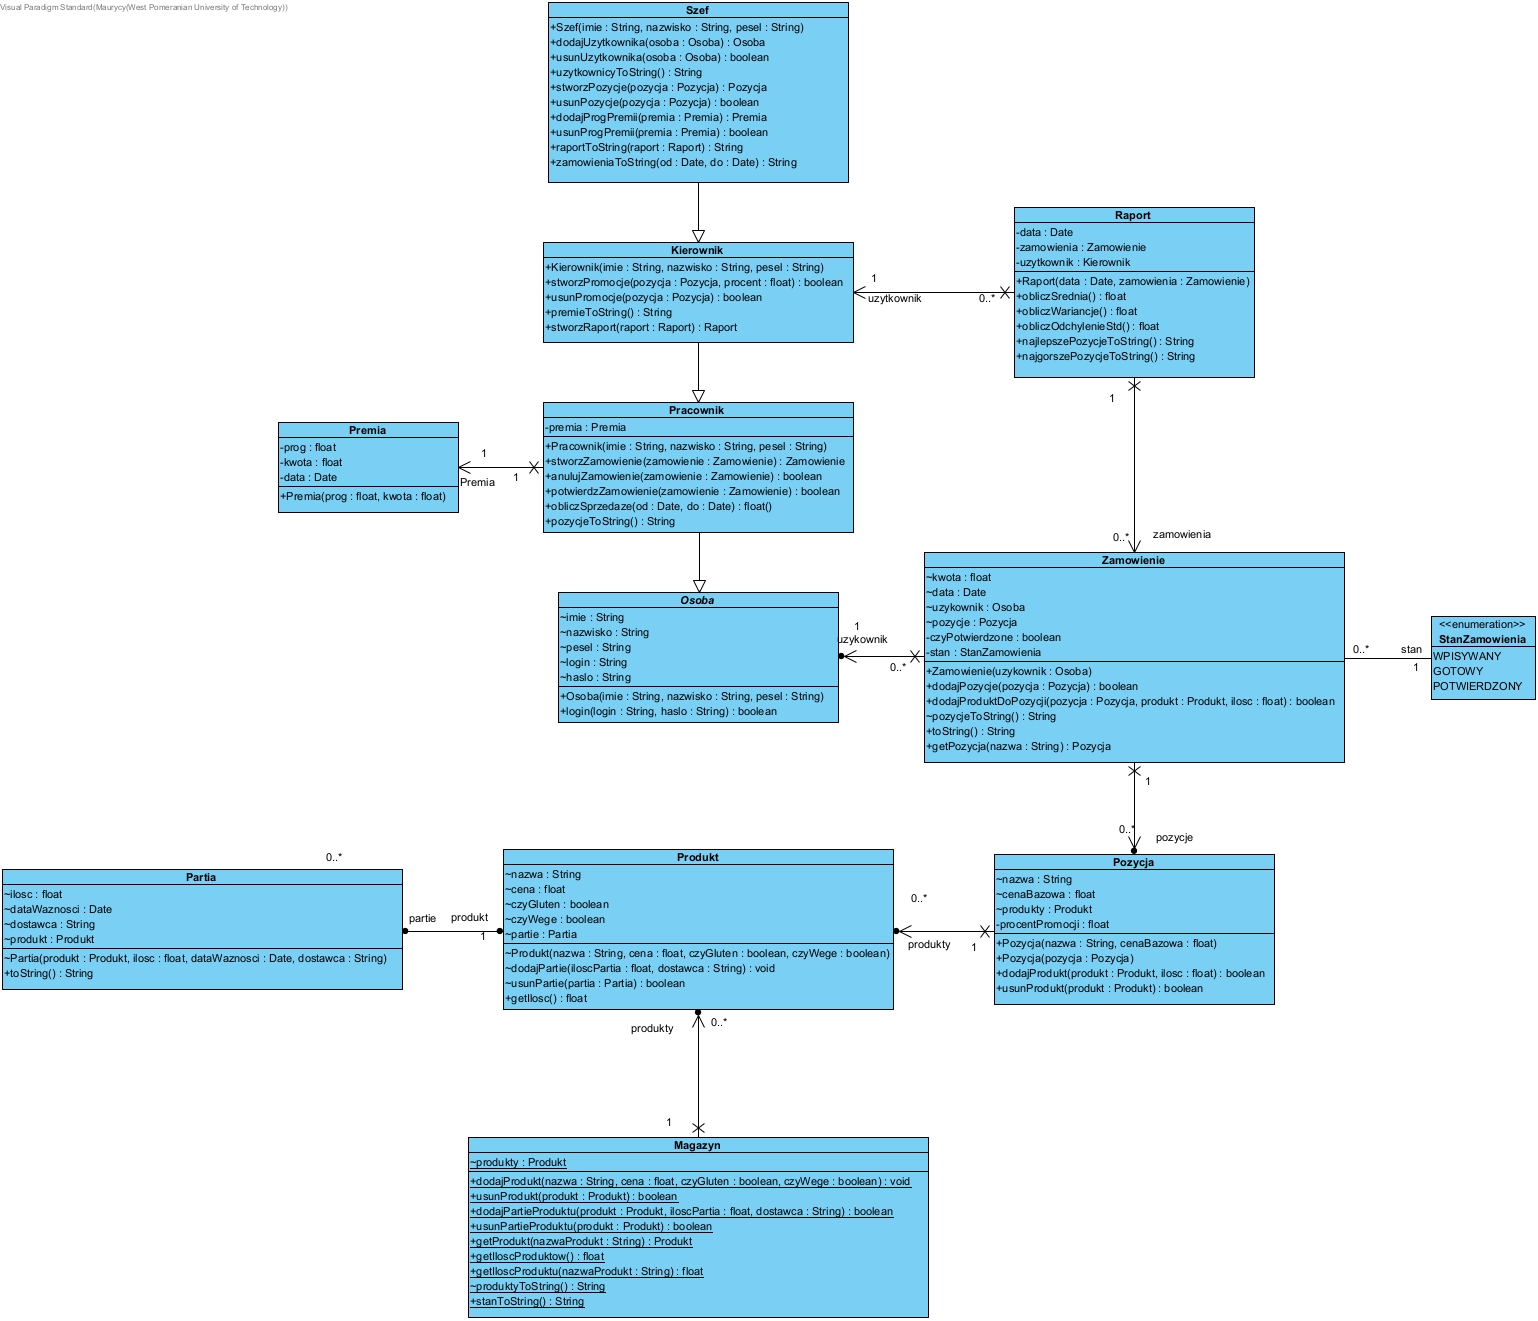 Visual Paradigm Standard(Maurycy(West Pomeranian University of Technology))
Szef
+Szef(imie : String, nazwisko : String, pesel : String)
+dodajUzytkownika(osoba : Osoba) : Osoba
+usunUzytkownika(osoba : Osoba) : boolean
+uzytkownicyToString() : String
+stworzPozycje(pozycja : Pozycja) : Pozycja
+usunPozycje(pozycja : Pozycja) : boolean
+dodajProgPremii(premia : Premia) : Premia
+usunProgPremii(premia : Premia) : boolean
+raportToString(raport : Raport) : String
+zamowieniaToString(od : Date, do : Date) : String
Kierownik
+Kierownik(imie : String, nazwisko : String, pesel : String)
+stworzPromocje(pozycja : Pozycja, procent : float) : boolean
+usunPromocje(pozycja : Pozycja) : boolean
+premieToString() : String
+stworzRaport(raport : Raport) : Raport
1
uzytkownik
0..*
Raport
-data : Date
-zamowienia : Zamowienie
-uzytkownik : Kierownik
+Raport(data : Date, zamowienia : Zamowienie)
+obliczSrednia() : float
+obliczWariancje() : float
+obliczOdchylenieStd() : float
+najlepszePozycjeToString() : String
+najgorszePozycjeToString() : String
1
0..*
zamowienia
Premia
-prog : float
-kwota : float
-data : Date
+Premia(prog : float, kwota : float)
1
Premia
1
Pracownik
-premia : Premia
+Pracownik(imie : String, nazwisko : String, pesel : String)
+stworzZamowienie(zamowienie : Zamowienie) : Zamowienie
+anulujZamowienie(zamowienie : Zamowienie) : boolean
+potwierdzZamowienie(zamowienie : Zamowienie) : boolean
+obliczSprzedaze(od : Date, do : Date) : float()
+pozycjeToString() : String
Osoba
~imie : String
~nazwisko : String
~pesel : String
~login : String
~haslo : String
+Osoba(imie : String, nazwisko : String, pesel : String)
+login(login : String, haslo : String) : boolean
1
uzykownik
0..*
Zamowienie
~kwota : float
~data : Date
~uzykownik : Osoba
~pozycje : Pozycja
-czyPotwierdzone : boolean
-stan : StanZamowienia
+Zamowienie(uzykownik : Osoba)
+dodajPozycje(pozycja : Pozycja) : boolean
+dodajProduktDoPozycji(pozycja : Pozycja, produkt : Produkt, ilosc : float) : boolean
~pozycjeToString() : String
+toString() : String
+getPozycja(nazwa : String) : Pozycja
0..*
stan
1
<<enumeration>>
StanZamowienia
WPISYWANY
GOTOWY
POTWIERDZONY
1
0..*
pozycje
0..*
Partia
~ilosc : float
~dataWaznosci : Date
~dostawca : String
~produkt : Produkt
~Partia(produkt : Produkt, ilosc : float, dataWaznosci : Date, dostawca : String)
+toString() : String
partie
produkt
1
Produkt
~nazwa : String
~cena : float
~czyGluten : boolean
~czyWege : boolean
~partie : Partia
~Produkt(nazwa : String, cena : float, czyGluten : boolean, czyWege : boolean)
~dodajPartie(iloscPartia : float, dostawca : String) : void
~usunPartie(partia : Partia) : boolean
+getIlosc() : float
0..*
produkty
1
Pozycja
~nazwa : String
~cenaBazowa : float
~produkty : Produkt
-procentPromocji : float
+Pozycja(nazwa : String, cenaBazowa : float)
+Pozycja(pozycja : Pozycja)
+dodajProdukt(produkt : Produkt, ilosc : float) : boolean
+usunProdukt(produkt : Produkt) : boolean
produkty
0..*
1
Magazyn
~produkty : Produkt
+dodajProdukt(nazwa : String, cena : float, czyGluten : boolean, czyWege : boolean) : void
+usunProdukt(produkt : Produkt) : boolean
+dodajPartieProduktu(produkt : Produkt, iloscPartia : float, dostawca : String) : boolean
+usunPartieProduktu(produkt : Produkt) : boolean
+getProdukt(nazwaProdukt : String) : Produkt
+getIloscProduktow() : float
+getIloscProduktu(nazwaProdukt : String) : float
~produktyToString() : String
+stanToString() : String